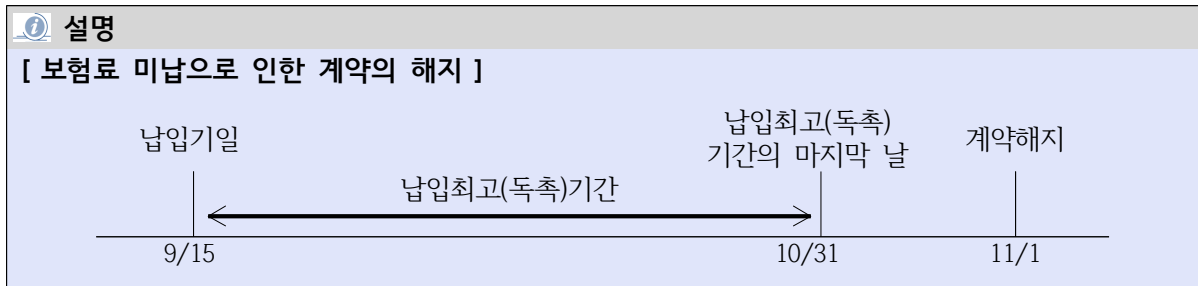 설명
[ 보험료 미납으로 인한 계약의 해지 ]
납입기일
납입최고(독촉)
기간의 마지막 날
계약해지
납입최고(독촉)기간
9/15
10/31
11/1